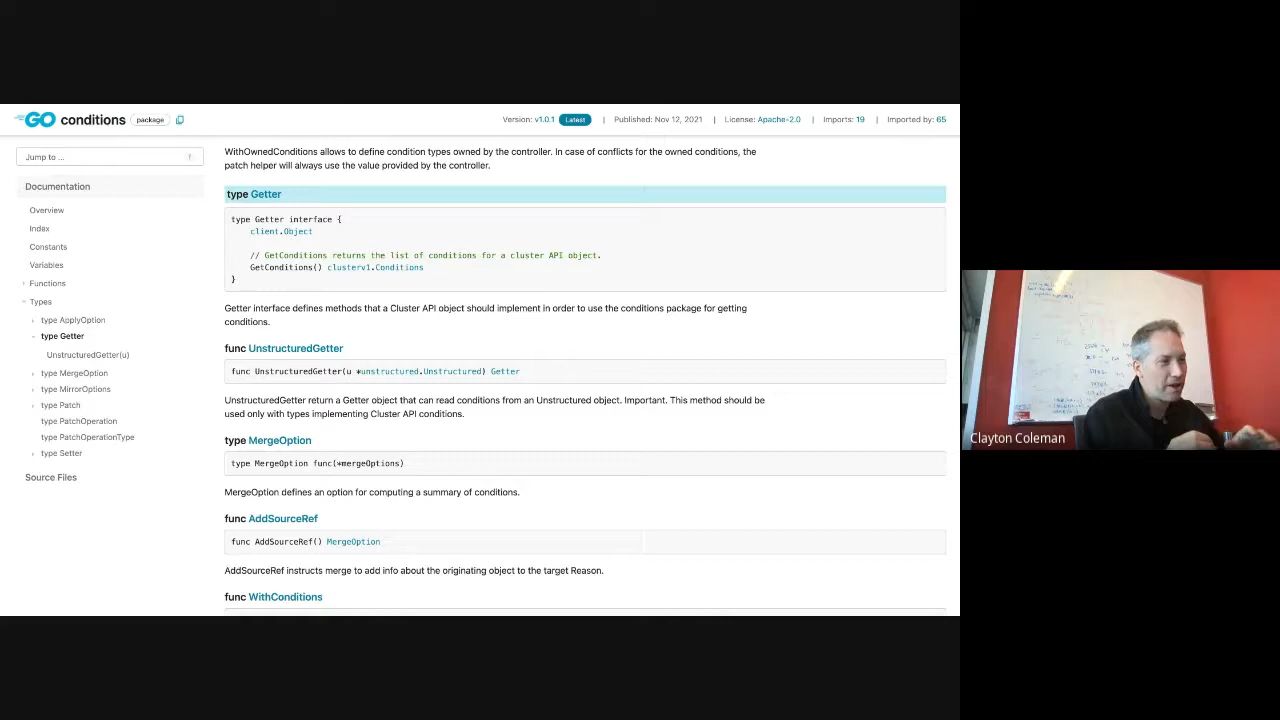 GO conditions package
Version: v1.0.1 Latest | Published: Nov 12, 2021 | License: Apache-2.0 | Imports: 19 | Imported by: 65
Jump to ... f
Documentation
Overview
Index
Constants
Variables
Functions
Types
type ApplyOption
type Getter
UnstructuredGetter(u)
type MergeOption
type MirrorOptions
type Patch
type PatchOperation
type PatchOperationType
type Setter
Source Files
WithOwnedConditions allows to define condition types owned by the controller. In case of conflicts for the owned conditions, the
patch helper will always use the value provided by the controller.
type Getter
type Getter interface {
client.Object
// GetConditions returns the list of conditions for a cluster API object.
GetConditions() clusterv1.Conditions
}
Getter interface defines methods that a Cluster API object should implement in order to use the conditions package for getting
conditions.
func UnstructuredGetter
func UnstructuredGetter(u *unstructured.Unstructured) Getter
UnstructuredGetter return a Getter object that can read conditions from an Unstructured object. Important. This method should be
used only with types implementing Cluster API conditions.
type MergeOption
type MergeOption func(*mergeOptions)
MergeOption defines an option for computing a summary of conditions.
func AddSourceRef
func AddSourceRef() MergeOption
AddSourceRef instructs merge to add info about the originating object to the target Reason.
func WithConditions
Clayton Coleman